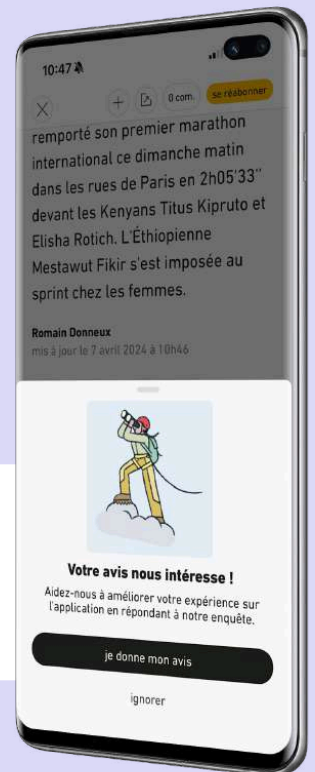 10:47
0 com.
se réabonner
remporté son premier marathon
international ce dimanche matin
dans les rues de Paris en 2h05'33''
devant les Kenyans Titus Kipruto et
Elisha Rotich. L'Éthiopienne
Mestawut Fikir s'est imposée au
sprint chez les femmes.
Romain Donneux
mis à jour le 7 avril 2024 à 10h46
Votre avis nous intéresse !
Aidez-nous à améliorer votre expérience sur
l'application en répondant à notre enquête.
je donne mon avis
ignorer